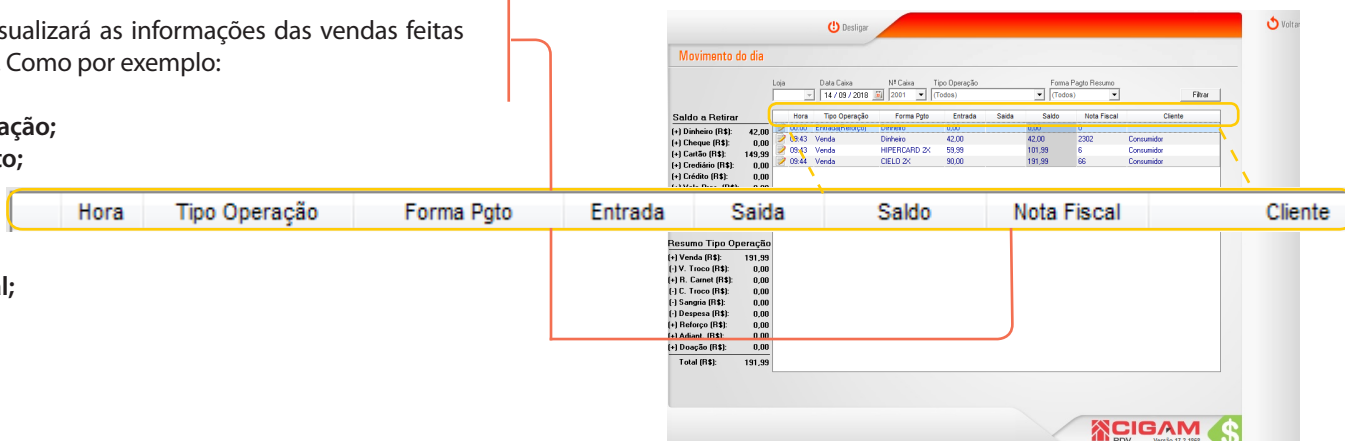 sualizará as informações das vendas feitas
. Como por exemplo:
ação;
to;
l;
Desligar
Voltar
Movimento do dia
Loja Data Caixa Nº Caixa Tipo Operação Forma Pagto Resumo
14 / 09 / 2018 2001 (Todos) (Todos) Filtrar
Hora Tipo Operação Forma Pgto Entrada Saida Saldo Nota Fiscal Cliente
00:00 Entrada(Reforço) Dinheiro 0,00 0,00 0
09:43 Venda Dinheiro 42,00 42,00 2302 Consumidor
09:43 Venda HIPERCARD 2X 59,99 101,99 6 Consumidor
09:44 Venda CIELO 2X 90,00 191,99 66 Consumidor
Saldo a Retirar
(+) Dinheiro (R$): 42,00
(+) Cheque (R$): 0,00
(+) Cartão (R$): 149,99
(+) Crediário (R$): 0,00
(+) Crédito (R$): 0,00
Hora Tipo Operação Forma Pgto Entrada Saida Saldo Nota Fiscal Cliente
Resumo Tipo Operação
(+) Venda (R$): 191,99
(-) V. Troco (R$): 0,00
(+) R. Carnet (R$): 0,00
(-) C. Troco (R$): 0,00
(-) Sangria (R$): 0,00
(-) Despesa (R$): 0,00
(+) Reforço (R$): 0,00
(+) Adiant. (R$): 0,00
(+) Doação (R$): 0,00
Total (R$): 191,99
CIGAM
PDV Versão